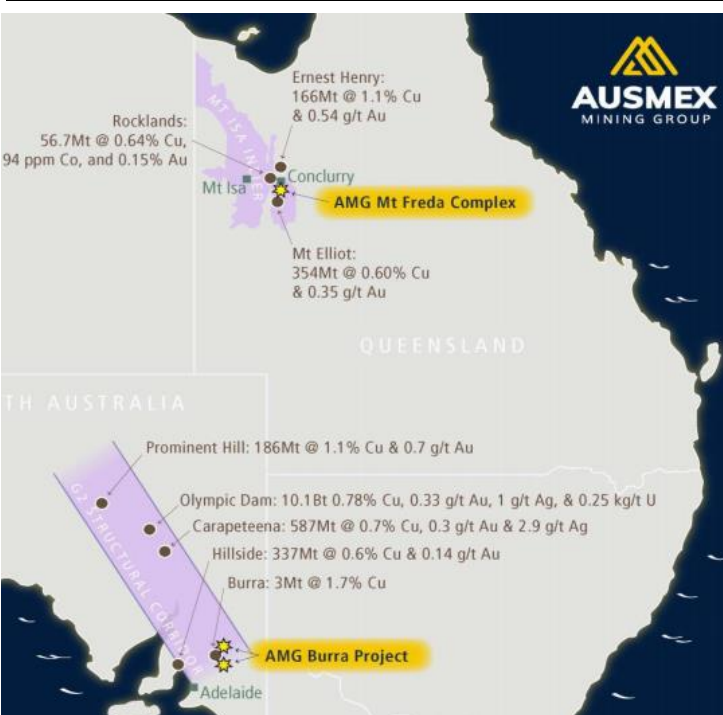 AUSMEX
MINING GROUP
Ernest Henry:
166Mt @ 1.1% Cu
& 0.54 g/t Au
Rocklands:
56.7Mt @ 0.64% Cu,
94 ppm Co, and 0.15% Au
MT ISA INLIER
Mt Isa
Conclurry
AMG Mt Freda Complex
Mt Elliot:
354Mt @ 0.60% Cu
& 0.35 g/t Au
QUEENSLAND
TH AUSTRALIA
Prominent Hill: 186Mt @ 1.1% Cu & 0.7 g/t Au
G2 STRUCTURAL CORRIDOR
Olympic Dam: 10.1Bt 0.78% Cu, 0.33 g/t Au, 1 g/t Ag, & 0.25 kg/t U
Carapeteena: 587Mt @ 0.7% Cu, 0.3 g/t Au & 2.9 g/t Ag
Hillside: 337Mt @ 0.6% Cu & 0.14 g/t Au
Burra: 3Mt @ 1.7% Cu
AMG Burra Project
Adelaide